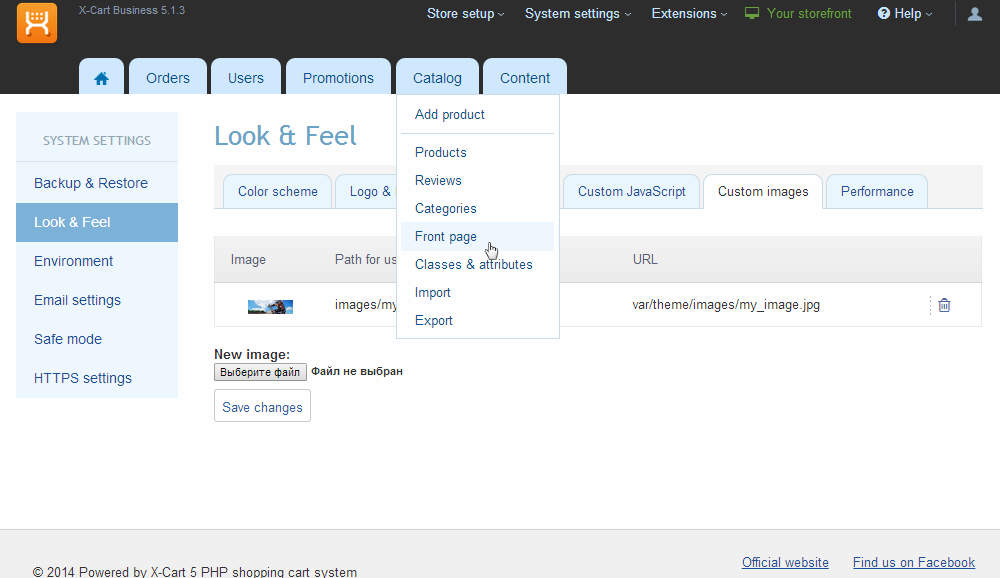 X-Cart Business 5.1.3
Store setup System settings Extensions Your storefront Help
Orders Users Promotions Catalog Content
Add product
Products
Reviews
Categories
Front page
Classes & attributes
Import
Export
SYSTEM SETTINGS
Backup & Restore
Look & Feel
Environment
Email settings
Safe mode
HTTPS settings
Look & Feel
Color scheme Logo & Custom JavaScript Custom images Performance
Image Path for us URL
images/my var/theme/images/my_image.jpg
New image:
Выберите файл Файл не выбран
Save changes
© 2014 Powered by X-Cart 5 PHP shopping cart system
Official website Find us on Facebook